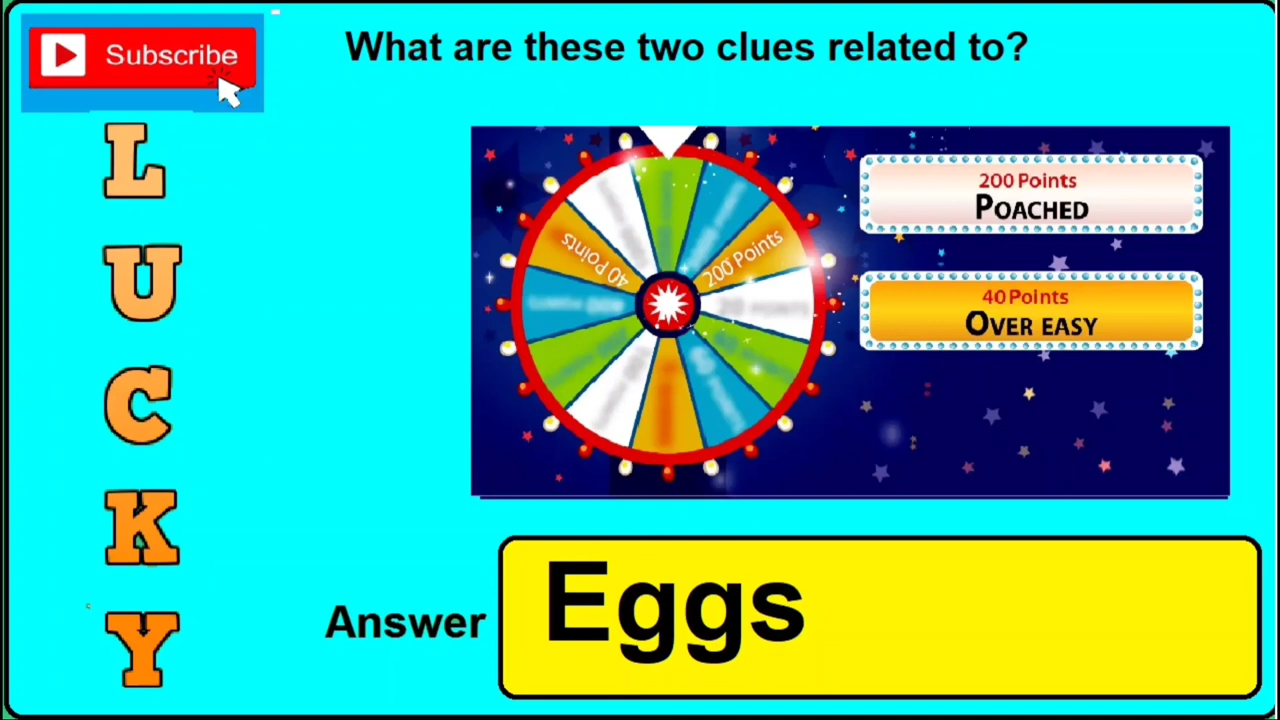 Subscribe
What are these two clues related to?
L
U
C
K
Y
40 Points
200 Points
200 Points
POACHED
40 Points
OVER EASY
Answer
Eggs